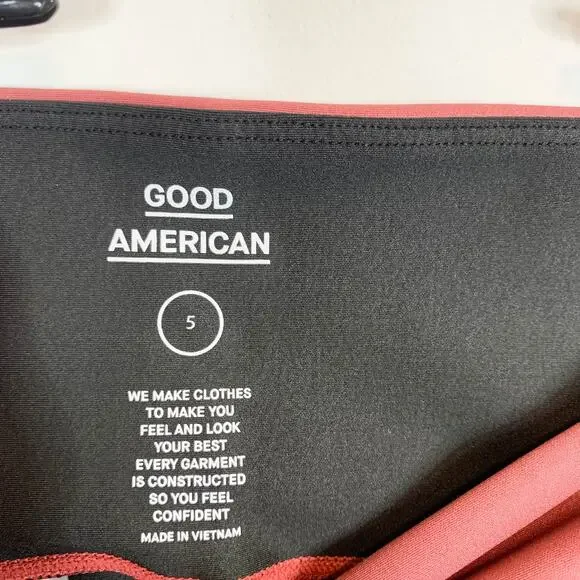 GOOD
AMERICAN
5
WE MAKE CLOTHES
TO MAKE YOU
FEEL AND LOOK
YOUR BEST
EVERY GARMENT
IS CONSTRUCTED
SO YOU FEEL
CONFIDENT
MADE IN VIETNAM